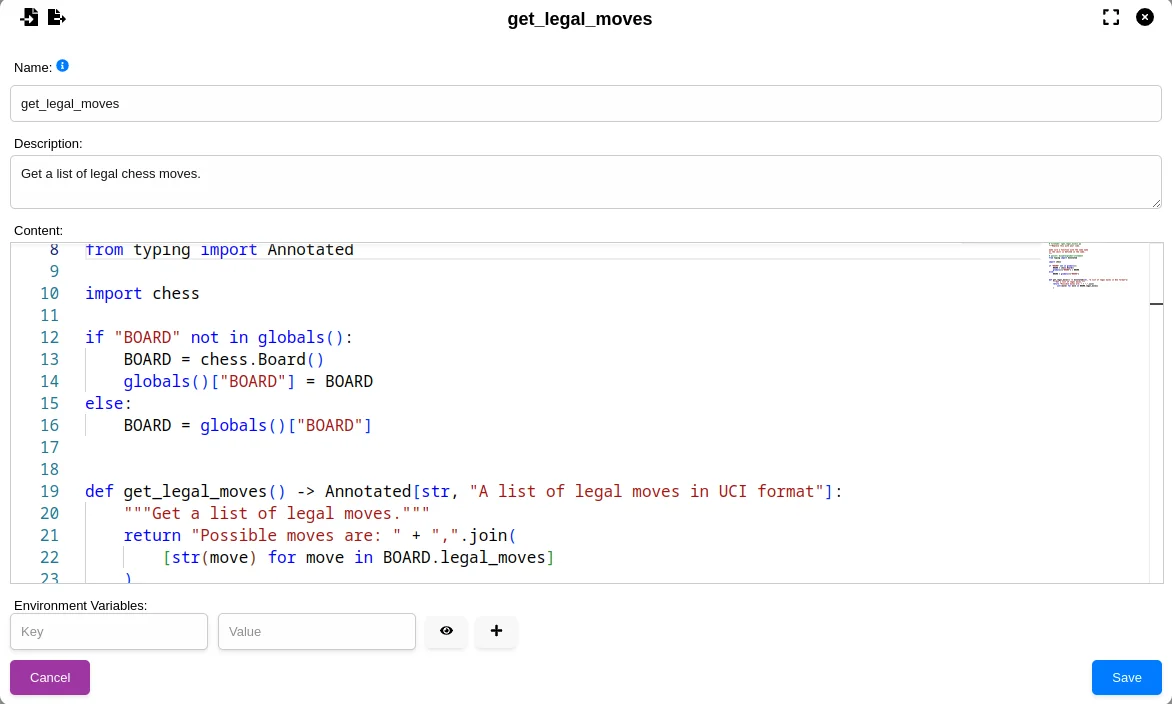 get_legal_moves
Name:
get_legal_moves
Description:
Get a list of legal chess moves.
Content:
8 from typing import Annotated
9
10 import chess
11
12 if "BOARD" not in globals():
13     BOARD = chess.Board()
14     globals()["BOARD"] = BOARD
15 else:
16     BOARD = globals()["BOARD"]
17
18
19 def get_legal_moves() -> Annotated[str, "A list of legal moves in UCI format"]:
20     """Get a list of legal moves."""
21     return "Possible moves are: " + ",".join(
22         [str(move) for move in BOARD.legal_moves]
23     )
Environment Variables:
Key Value
Cancel Save